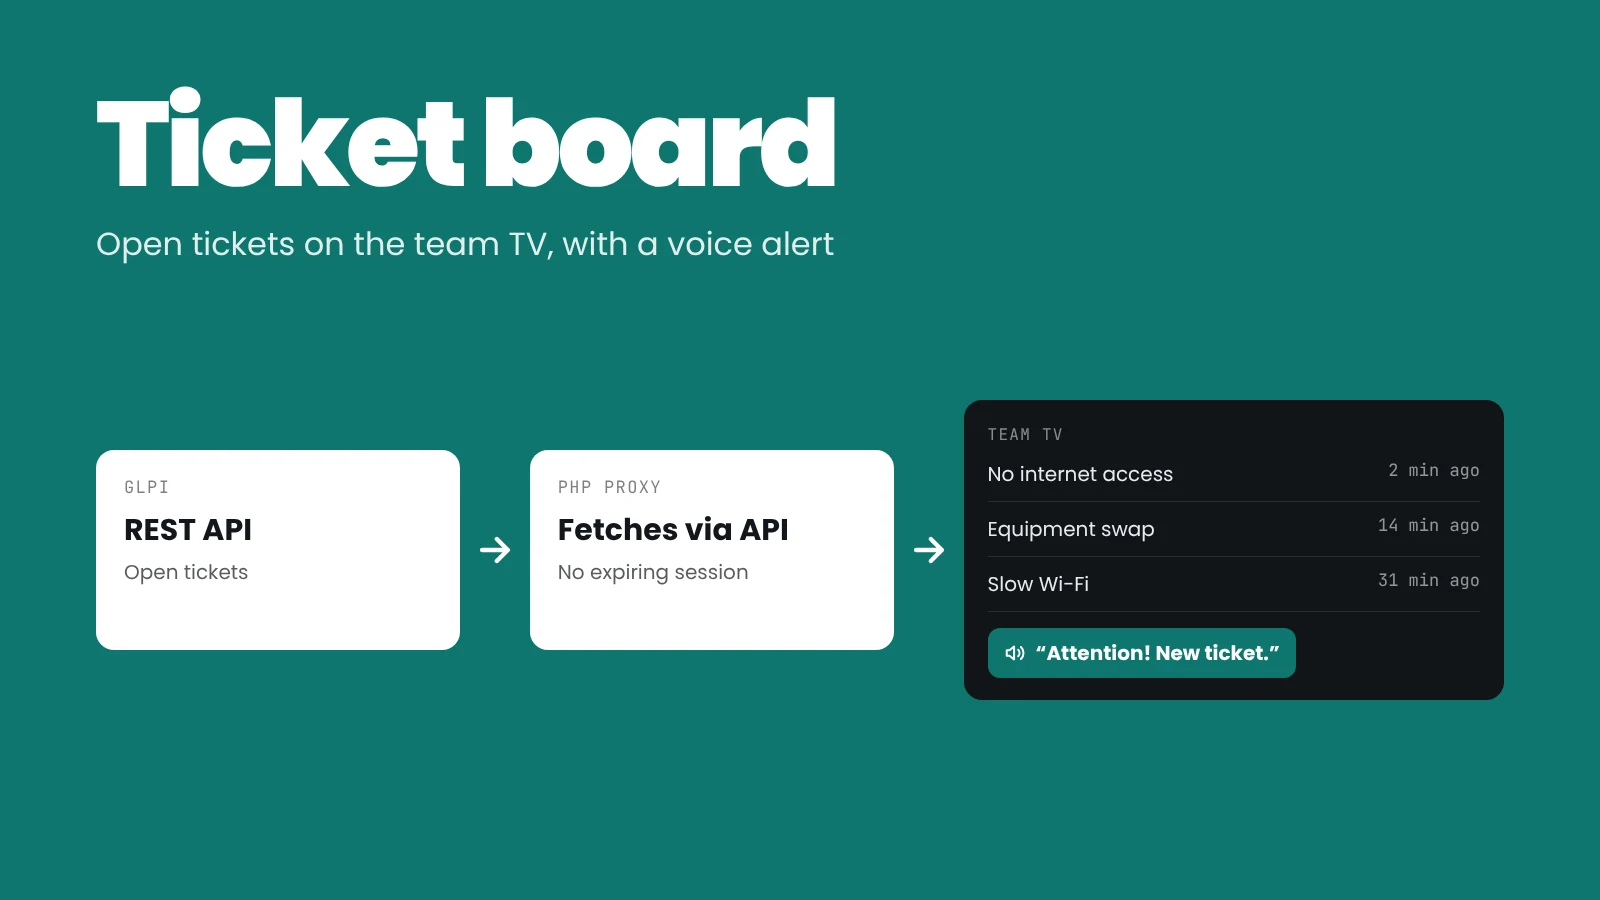 Ticket board
Open tickets on the team TV, with a voice alert
GLPI
REST API
Open tickets
PHP PROXY
Fetches via API
No expiring session
TEAM TV
No internet access 2 min ago
Equipment swap 14 min ago
Slow Wi-Fi 31 min ago
“Attention! New ticket.”